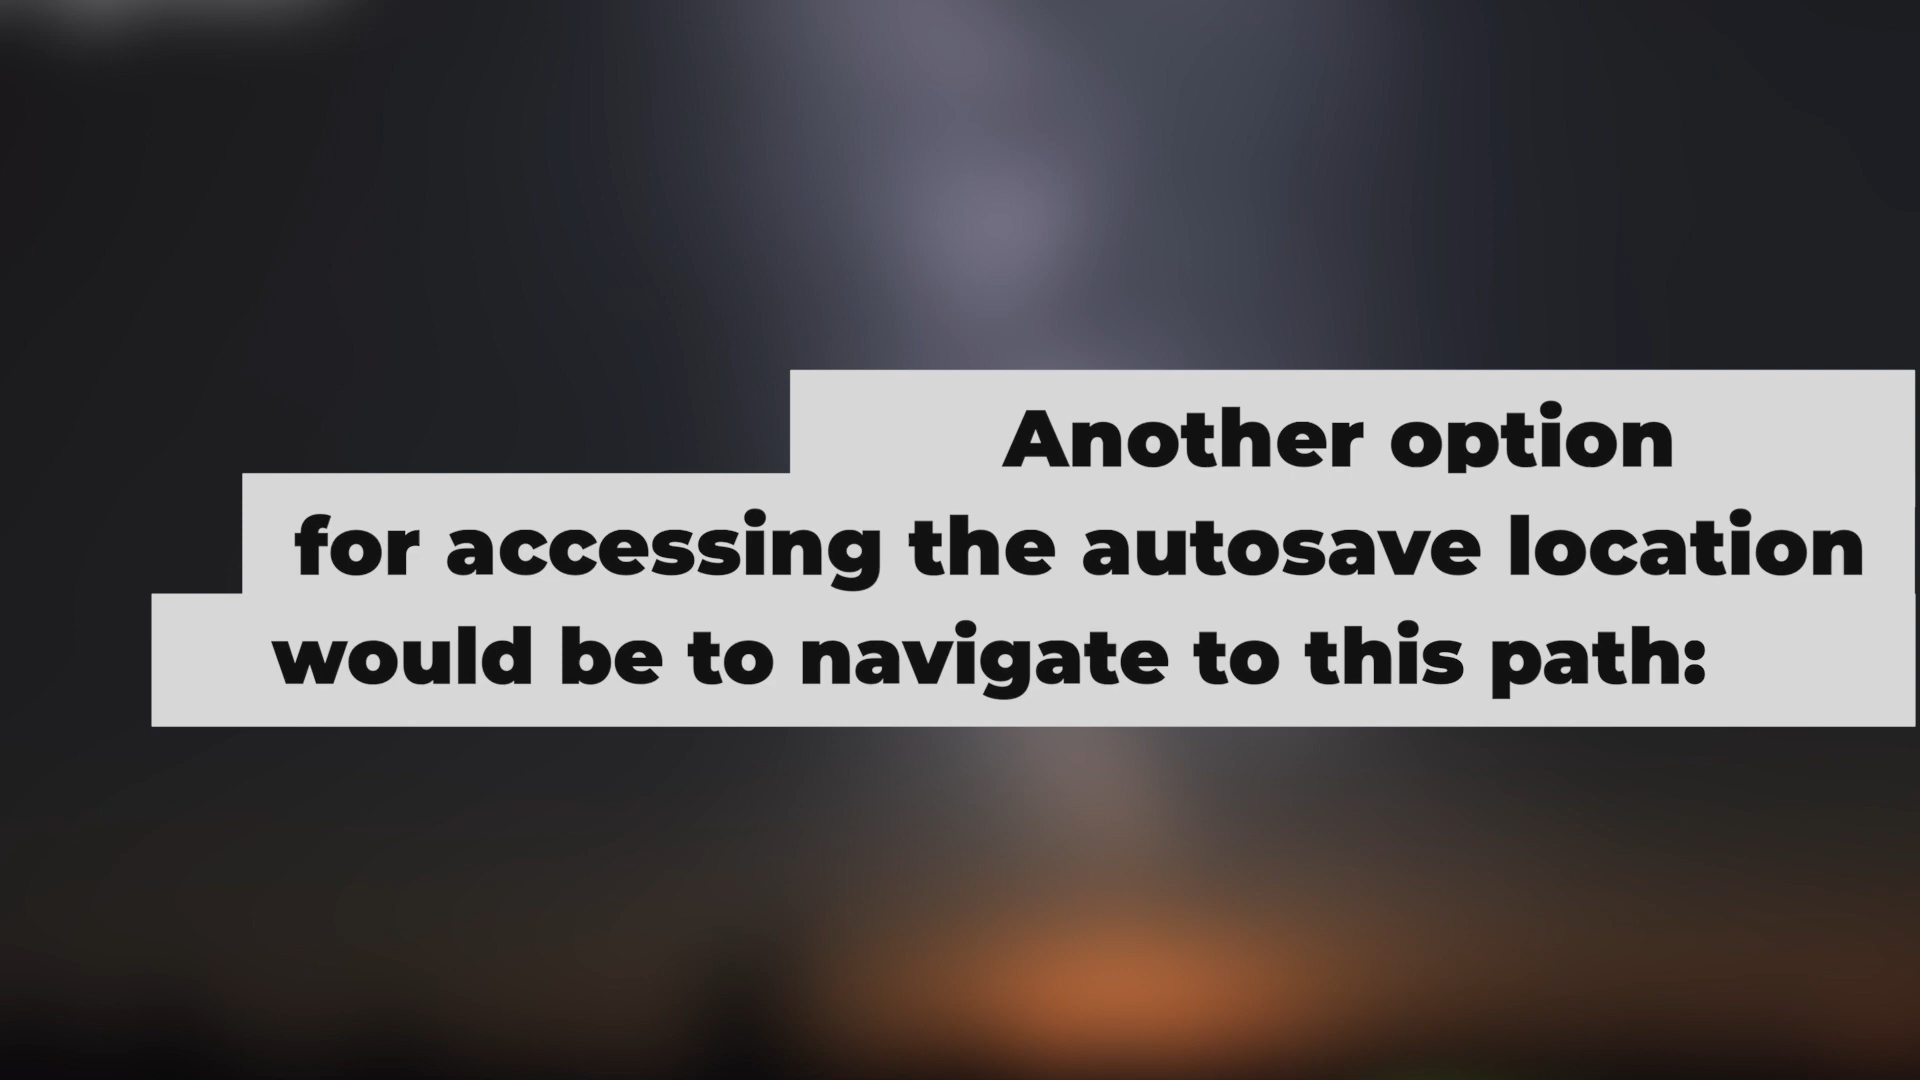 Another option
for accessing the autosave location
would be to navigate to this path: